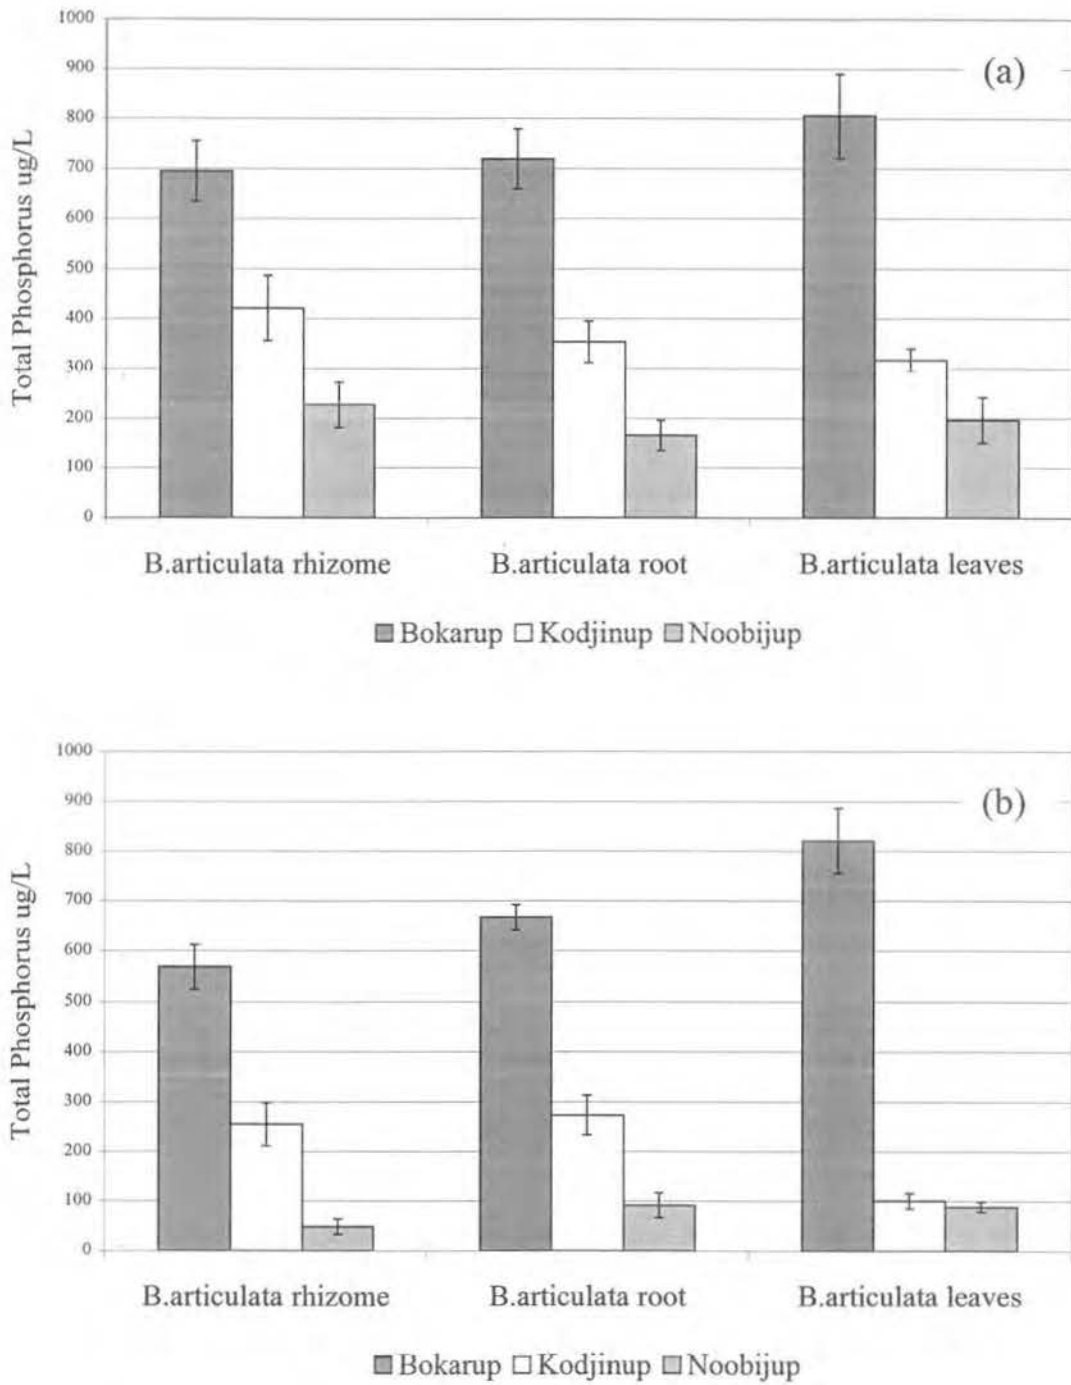 1000
900
800
700
600
500
400
300
200
100
0
Total Phosphorus ug/L
(a)
B.articulata rhizome B.articulata root B.articulata leaves
Bokarup Kodjinup Noobijup
1000
900
800
700
600
500
400
300
200
100
0
Total Phosphorus ug/L
(b)
B.articulata rhizome B.articulata root B.articulata leaves
Bokarup Kodjinup Noobijup